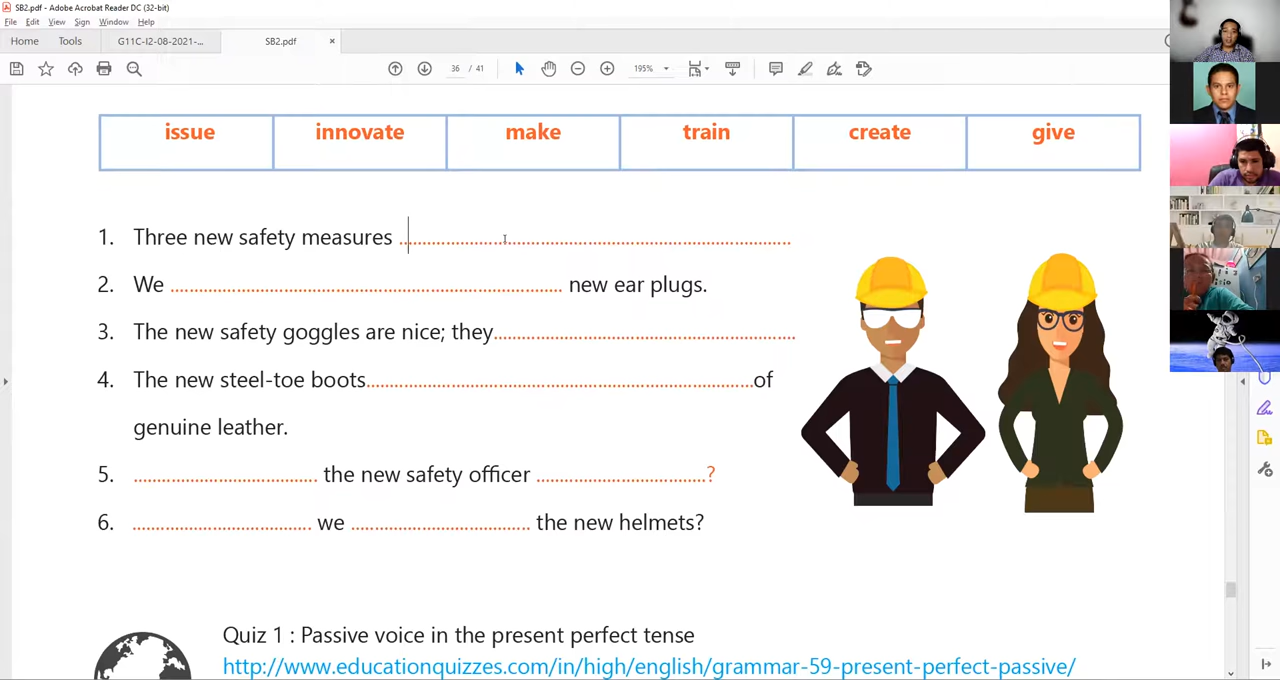 SB2.pdf - Adobe Acrobat Reader DC (32-bit)
File Edit View Sign Window Help
Home Tools G11C-I2-08-2021-... SB2.pdf ×
36 / 41 195%
issue innovate make train create give
1. Three new safety measures ................................................
2. We ................................................ new ear plugs.
3. The new safety goggles are nice; they................................................
4. The new steel-toe boots................................................of
genuine leather.
5. ................................ the new safety officer ................................?
6. ................................ we ................................ the new helmets?
Quiz 1 : Passive voice in the present perfect tense
http://www.educationquizzes.com/in/high/english/grammar-59-present-perfect-passive/